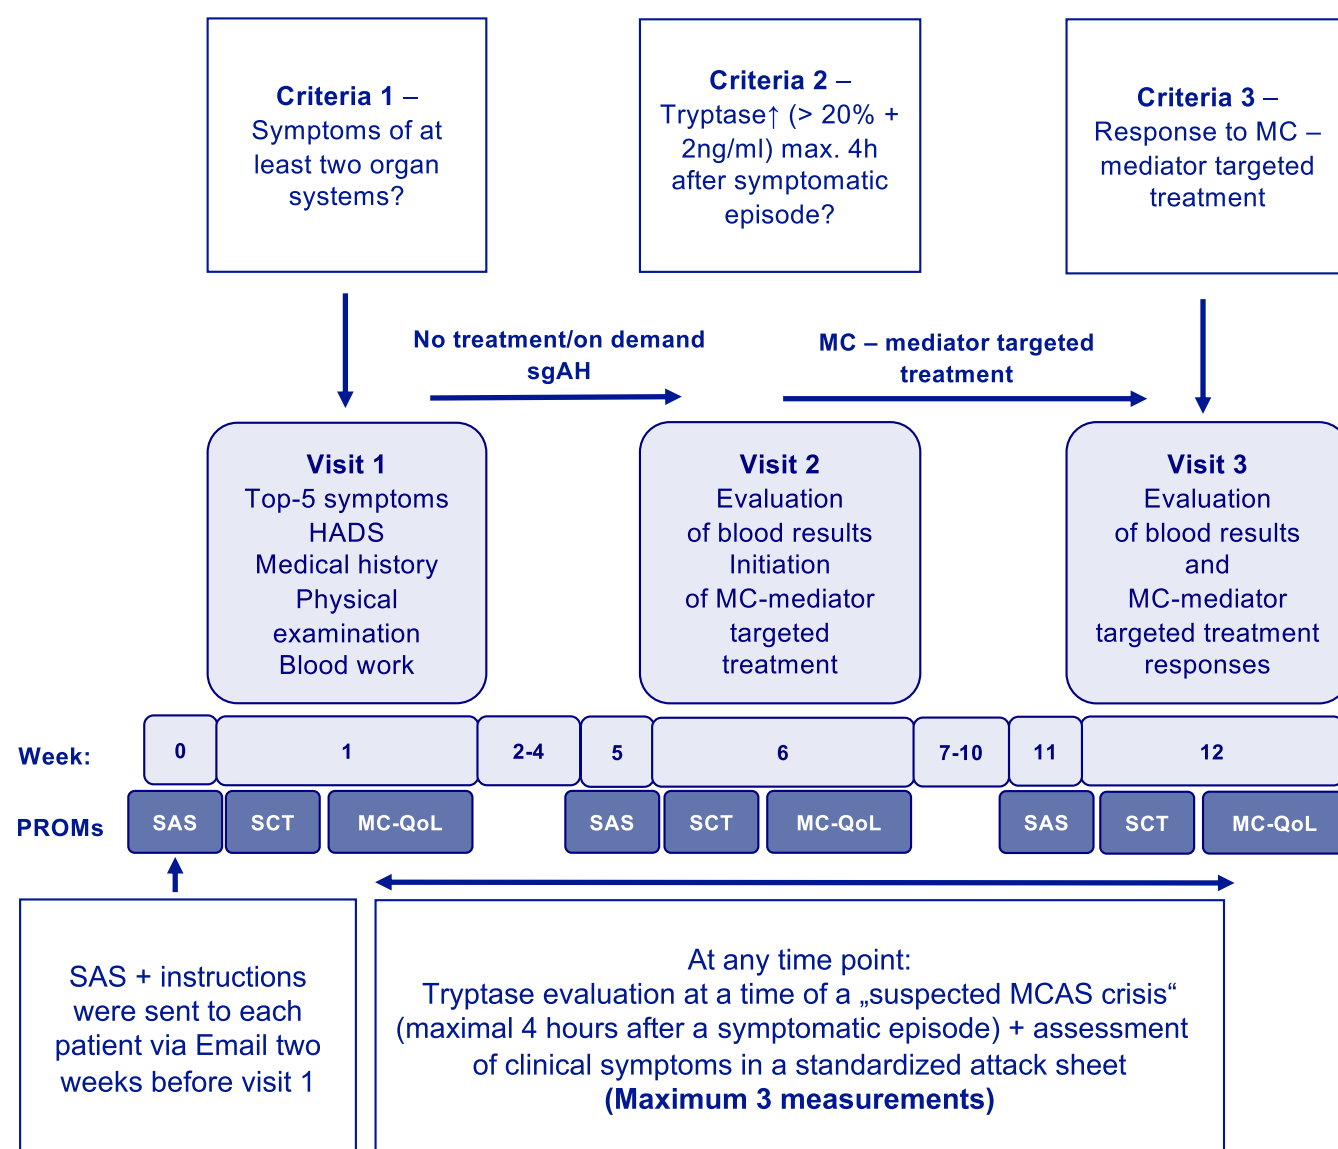 Criteria 1 –
Symptoms of at
least two organ
systems?
Criteria 2 –
Tryptase↑ (> 20% +
2ng/ml) max. 4h
after symptomatic
episode?
Criteria 3 –
Response to MC –
mediator targeted
treatment
No treatment/on demand
sgAH
MC – mediator targeted
treatment
Visit 1
Top-5 symptoms
HADS
Medical history
Physical
examination
Blood work
Visit 2
Evaluation
of blood results
Initiation
of MC-mediator
targeted
treatment
Visit 3
Evaluation
of blood results
and
MC-mediator
targeted treatment
responses
Week: 0 1 2-4 5 6 7-10 11 12
PROMs SAS SCT MC-QoL SAS SCT MC-QoL SAS SCT MC-QoL
SAS + instructions
were sent to each
patient via Email two
weeks before visit 1
At any time point:
Tryptase evaluation at a time of a „suspected MCAS crisis“
(maximal 4 hours after a symptomatic episode) + assessment
of clinical symptoms in a standardized attack sheet
(Maximum 3 measurements)